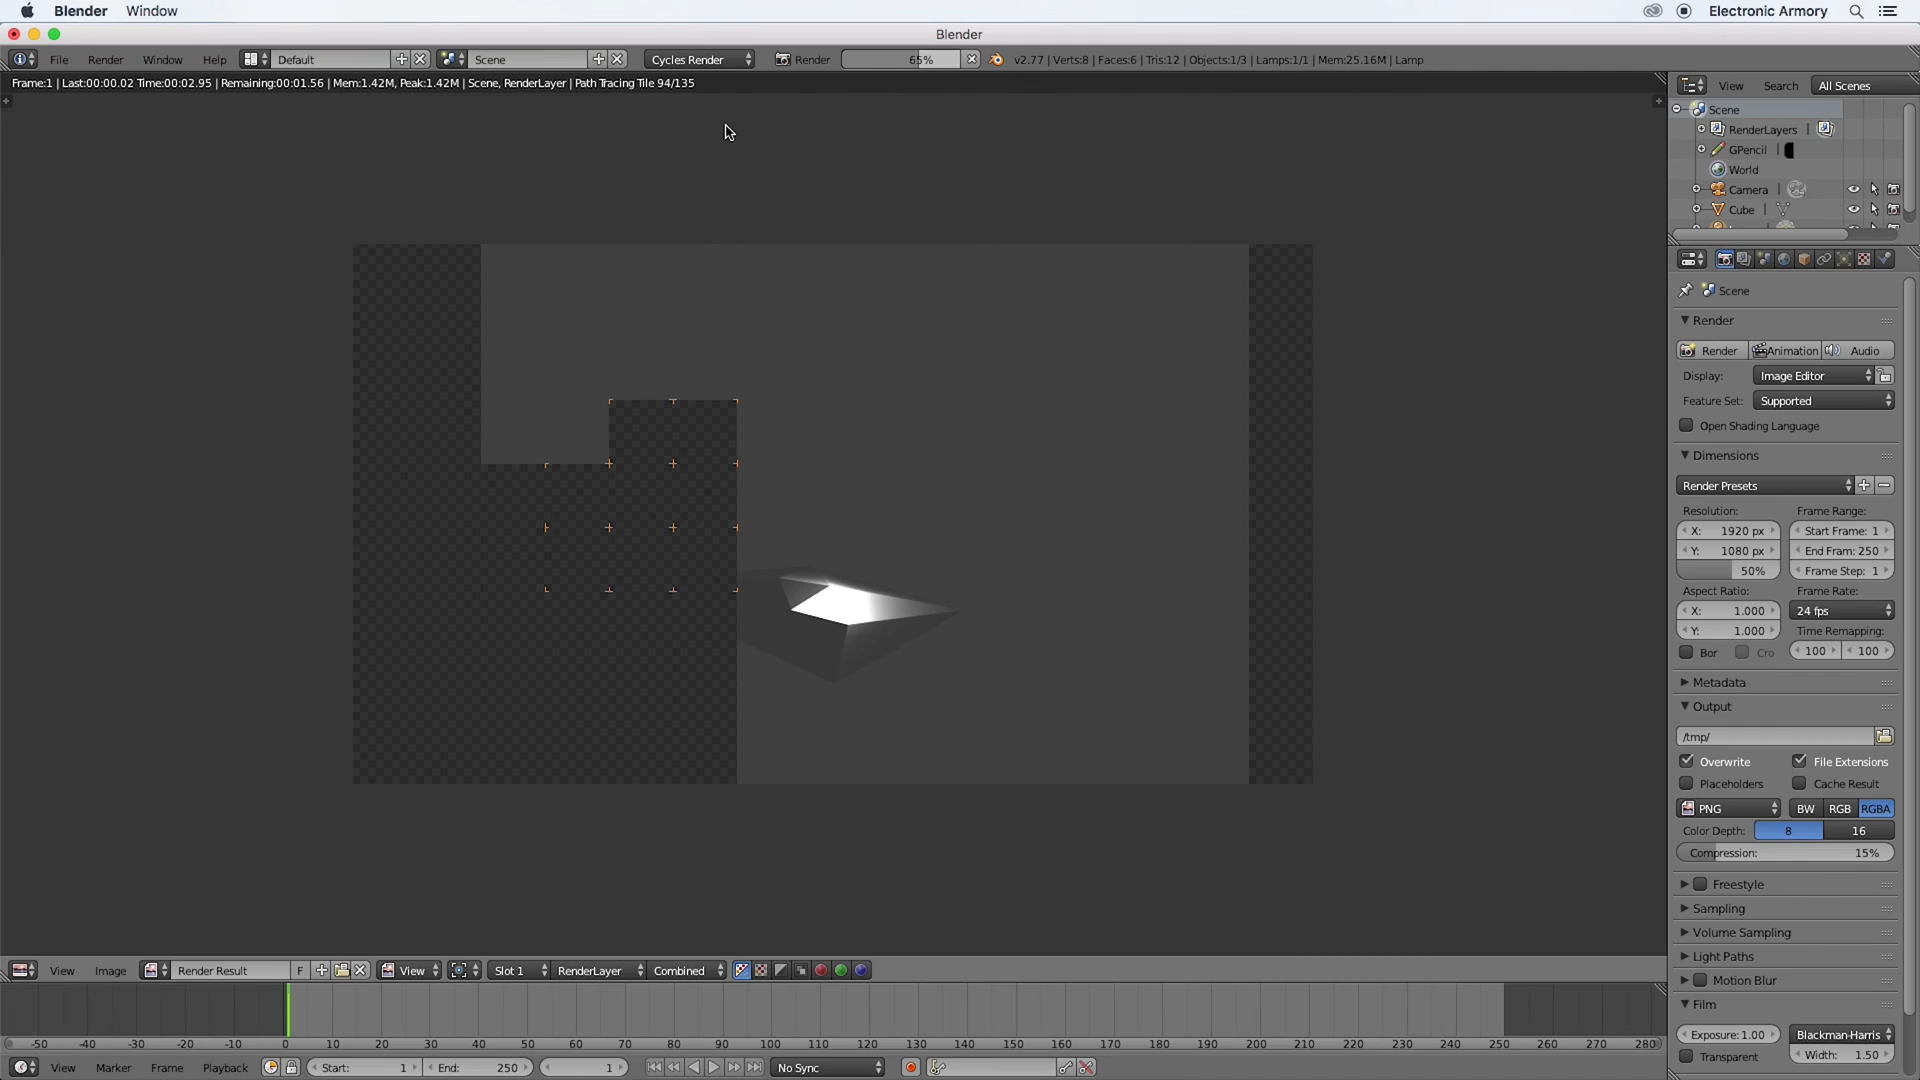 Blender Window Electronic Armory
Blender
File Render Window Help Default Scene Cycles Render Render 65% v2.77 | Verts:8 | Faces:6 | Tris:12 | Objects:1/3 | Lamps:1/1 | Mem:25.16M | Lamp
Frame:1 | Last:00:00.02 Time:00:02.95 | Remaining:00:01.56 | Mem:1.42M, Peak:1.42M | Scene, RenderLayer | Path Tracing Tile 94/135
View Search All Scenes
Scene
RenderLayers |
GPencil |
World
Camera |
Cube |
Scene
Render
Render Animation Audio
Display: Image Editor
Feature Set: Supported
Open Shading Language
Dimensions
Render Presets
Resolution: Frame Range:
X: 1920 px Start Frame: 1
Y: 1080 px End Fram: 250
50% Frame Step: 1
Aspect Ratio: Frame Rate:
X: 1.000 24 fps
Y: 1.000 Time Remapping:
Bor Cro 100 100
Metadata
Output
/tmp/
Overwrite File Extensions
Placeholders Cache Result
PNG BW RGB RGBA
Color Depth: 8 16
Compression: 15%
Freestyle
Sampling
Volume Sampling
Light Paths
Motion Blur
Film
Exposure: 1.00 Blackman-Harris
Transparent Width: 1.50
View Image Render Result F View Slot 1 RenderLayer Combined
-50 -40 -30 -20 -10 0 10 20 30 40 50 60 70 80 90 100 110 120 130 140 150 160 170 180 190 200 210 220 230 240 250 260 270 280
View Marker Frame Playback Start: 1 End: 250 1 No Sync